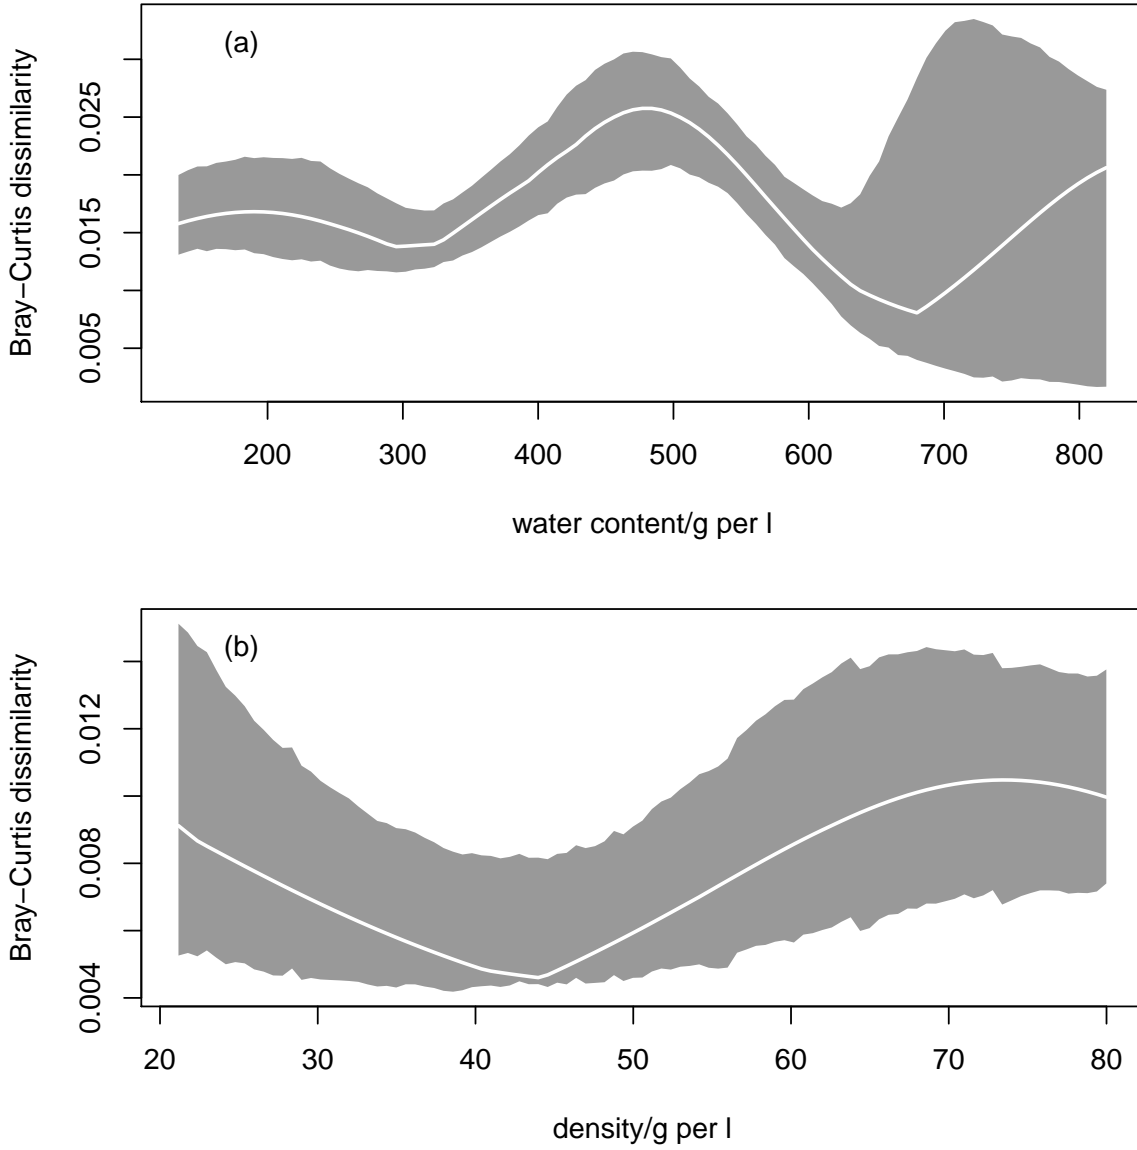 (a)
Bray−Curtis dissimilarity
0.005 0.015 0.025
200 300 400 500 600 700 800
water content/g per l
(b)
Bray−Curtis dissimilarity
0.004 0.008 0.012
20 30 40 50 60 70 80
density/g per l